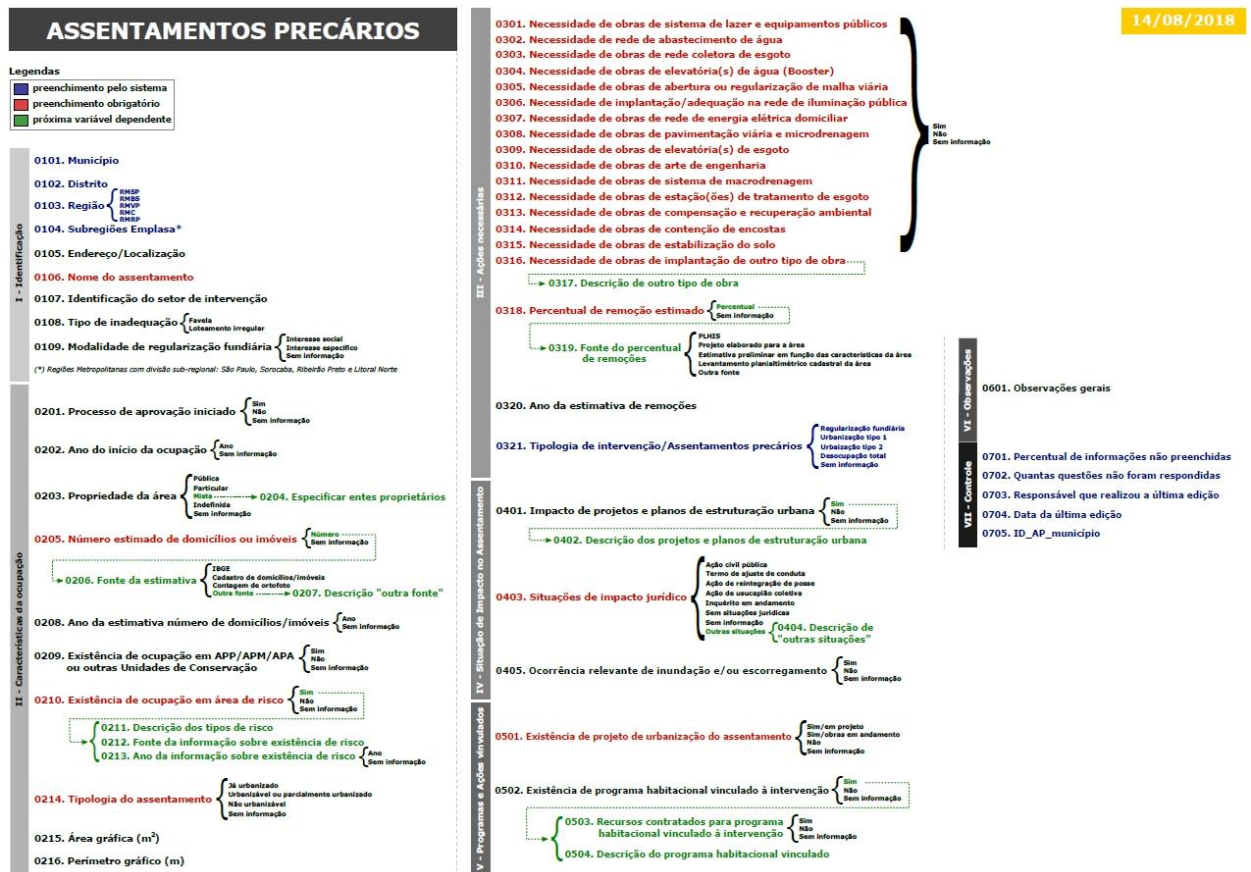 ASSENTAMENTOS PRECÁRIOS
Legendas
preenchimento pelo sistema
preenchimento obrigatório
próxima variável dependente
I - Identificação
0101. Município
0102. Distrito
0103. Região
RMSP
RMBS
RMVP
RMC
RMRP
0104. Subregiões Emplasa*
0105. Endereço/Localização
0106. Nome do assentamento
0107. Identificação do setor de intervenção
0108. Tipo de inadequação
Favela
Loteamento irregular
0109. Modalidade de regularização fundiária
Interesse social
Interesse específico
Sem informação
(*) Regiões Metropolitanas com divisão sub-regional: São Paulo, Sorocaba, Ribeirão Preto e Litoral Norte
II - Características da ocupação
0201. Processo de aprovação iniciado
Sim
Não
Sem informação
0202. Ano do início da ocupação
Ano
Sem informação
0203. Propriedade da área
Pública
Particular
Mista
Indefinida
Sem informação
0204. Especificar entes proprietários
0205. Número estimado de domicílios ou imóveis
Número
Sem informação
0206. Fonte da estimativa
IBGE
Cadastro de domicílios/imóveis
Contagem de ortofoto
Outra fonte
0207. Descrição "outra fonte"
0208. Ano da estimativa número de domicílios/imóveis
Ano
Sem informação
0209. Existência de ocupação em APP/APM/APA
ou outras Unidades de Conservação
Sim
Não
Sem informação
0210. Existência de ocupação em área de risco
Sim
Não
Sem informação
0211. Descrição dos tipos de risco
0212. Fonte da informação sobre existência de risco
0213. Ano da informação sobre existência de risco
Ano
Sem informação
0214. Tipologia do assentamento
Já urbanizado
Urbanizável ou parcialmente urbanizado
Não urbanizável
Sem informação
0215. Área gráfica (m²)
0216. Perímetro gráfico (m)
III - Ações necessárias
0301. Necessidade de obras de sistema de lazer e equipamentos públicos
0302. Necessidade de rede de abastecimento de água
0303. Necessidade de obras de rede coletora de esgoto
0304. Necessidade de obras de elevatória(s) de água (Booster)
0305. Necessidade de obras de abertura ou regularização de malha viária
0306. Necessidade de implantação/adequação na rede de iluminação pública
0307. Necessidade de obras de rede de energia elétrica domiciliar
0308. Necessidade de obras de pavimentação viária e microdrenagem
0309. Necessidade de obras de elevatória(s) de esgoto
0310. Necessidade de obras de arte de engenharia
0311. Necessidade de obras de sistema de macrodrenagem
0312. Necessidade de obras de estação(ões) de tratamento de esgoto
0313. Necessidade de obras de compensação e recuperação ambiental
0314. Necessidade de obras de contenção de encostas
0315. Necessidade de obras de estabilização do solo
Sim
Não
Sem informação
0316. Necessidade de obras de implantação de outro tipo de obra
0317. Descrição de outro tipo de obra
0318. Percentual de remoção estimado
Percentual
Sem informação
0319. Fonte do percentual
de remoções
PLHIS
Projeto elaborado para a área
Estimativa preliminar em função das características da área
Levantamento planialtimétrico cadastral da área
Outra fonte
0320. Ano da estimativa de remoções
0321. Tipologia de intervenção/Assentamentos precários
Regularização fundiária
Urbanização tipo 1
Urbaização tipo 2
Desocupação total
Sem informação
IV - Situação de Impacto no Assentamento
0401. Impacto de projetos e planos de estruturação urbana
Sim
Não
Sem informação
0402. Descrição dos projetos e planos de estruturação urbana
0403. Situações de impacto jurídico
Ação civil pública
Termo de ajuste de conduta
Ação de reintegração de posse
Ação de usucapião coletiva
Inquérito em andamento
Sem situações jurídicas
Sem informação
Outras situações
0404. Descrição de
"outras situações"
0405. Ocorrência relevante de inundação e/ou escorregamento
Sim
Não
Sem informação
V - Programas e Ações vinvulados
0501. Existência de projeto de urbanização do assentamento
Sim/em projeto
Sim/obras em andamento
Não
Sem informação
0502. Existência de programa habitacional vinculado à intervenção
Sim
Não
Sem informação
0503. Recursos contratados para programa
habitacional vinculado à intervenção
Sim
Não
Sem informação
0504. Descrição do programa habitacional vinculado
14/08/2018
VI - Observações
0601. Observações gerais
VII - Controle
0701. Percentual de informações não preenchidas
0702. Quantas questões não foram respondidas
0703. Responsável que realizou a última edição
0704. Data da última edição
0705. ID_AP_município